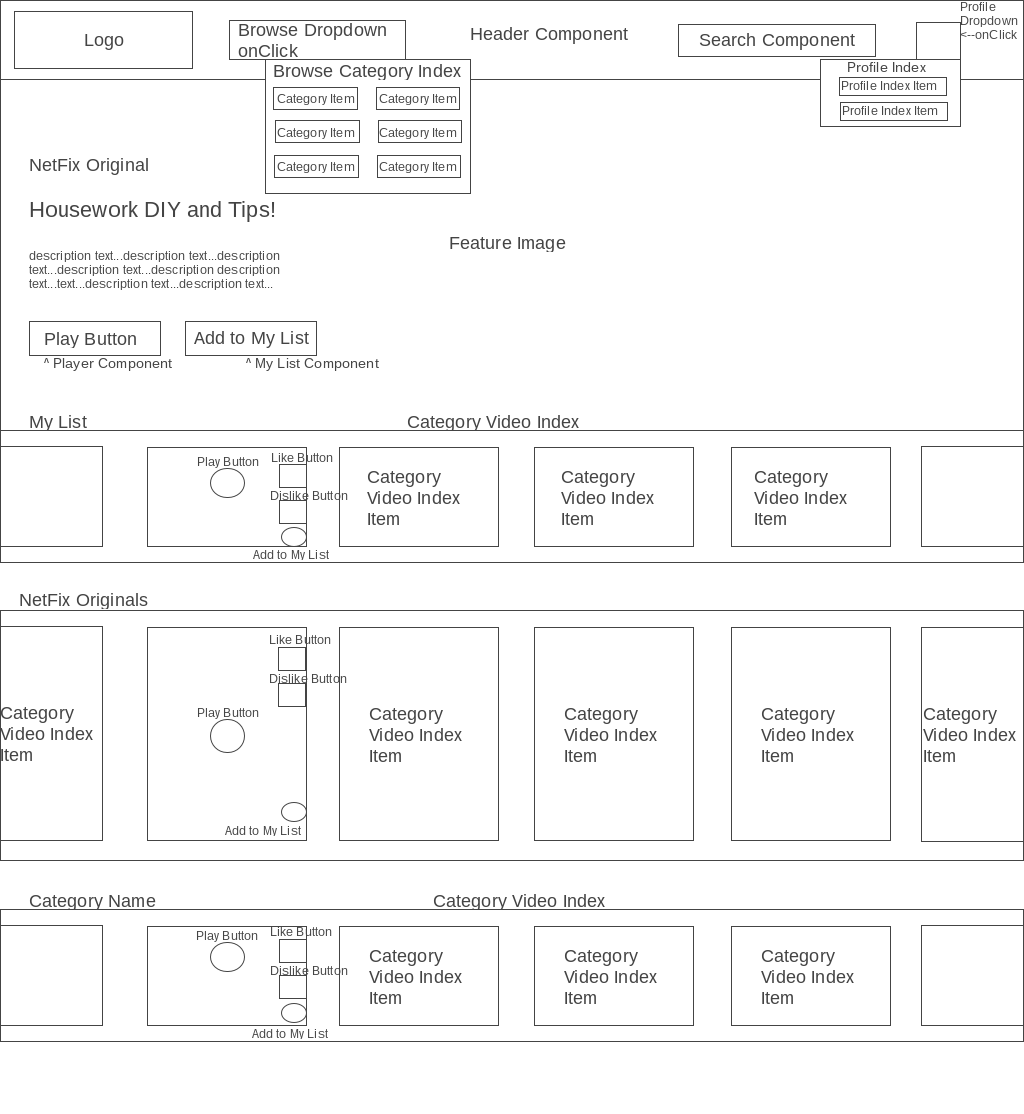 Logo
Browse Dropdown
onClick
Header Component
Search Component
Profile
Dropdown
<--onClick
Browse Category Index
Category Item
Category Item
Category Item
Category Item
Category Item
Category Item
Profile Index
Profile Index Item
Profile Index Item
NetFix Original
Housework DIY and Tips!
Feature Image
description text...description text...description
text...description text...description description
text...text...description text...description text...
Play Button
Add to My List
^ Player Component
^ My List Component
My List
Category Video Index
Play Button
Like Button
Dislike Button
Add to My List
Category
Video Index
Item
Category
Video Index
Item
Category
Video Index
Item
NetFix Originals
Category
Video Index
Item
Like Button
Dislike Button
Play Button
Add to My List
Category
Video Index
Item
Category
Video Index
Item
Category
Video Index
Item
Category
Video Index
Item
Category Name
Category Video Index
Play Button
Like Button
Dislike Button
Add to My List
Category
Video Index
Item
Category
Video Index
Item
Category
Video Index
Item